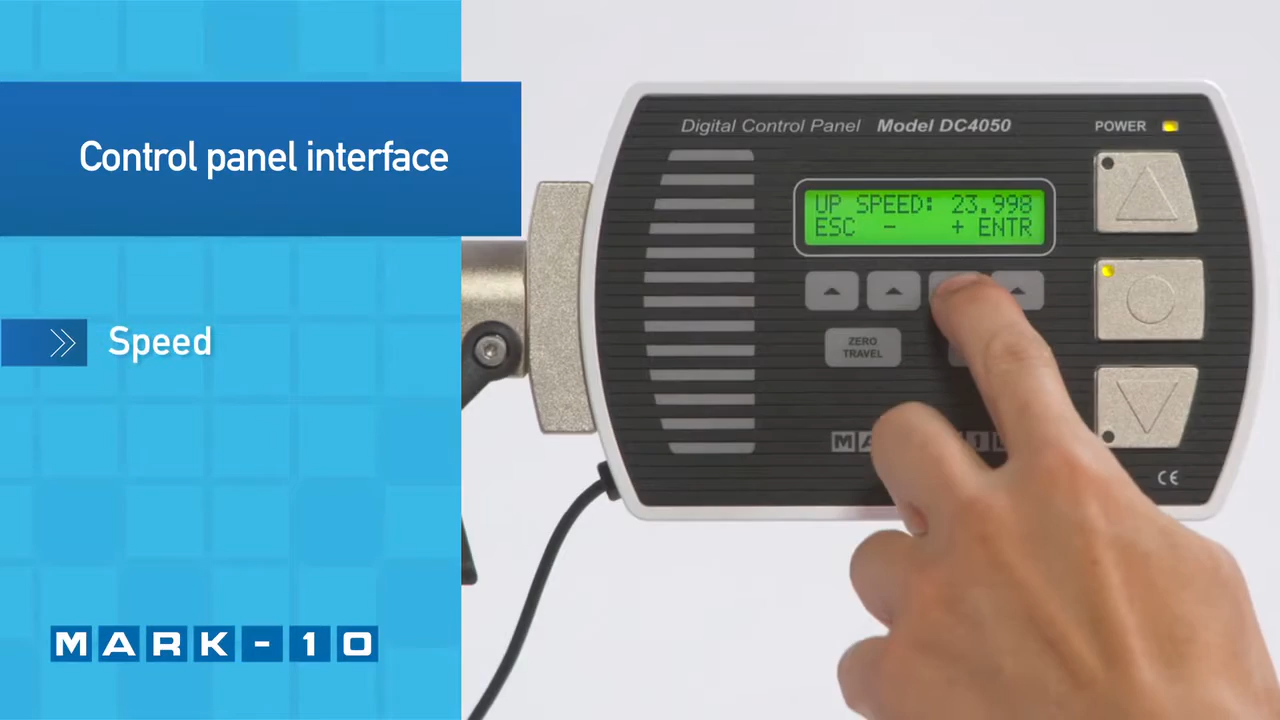 Control panel interface
Speed
MARK-10
Digital Control Panel Model DC4050
POWER
UP SPEED: 23.998
ESC - + ENTR
ZERO
TRAVEL
CE